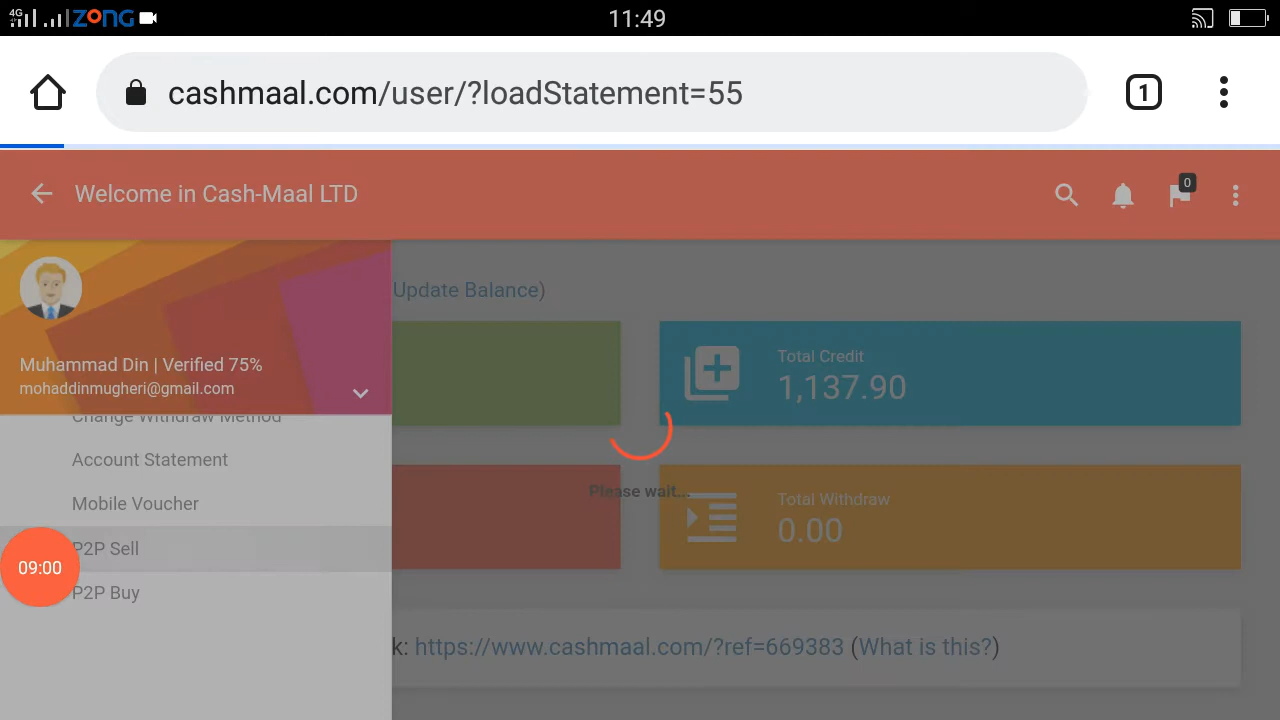 4G ZONG 11:49
cashmaal.com/user/?loadStatement=55 1
Welcome in Cash-Maal LTD 0
Update Balance)
Muhammad Din | Verified 75%
mohaddinmugheri@gmail.com
Total Credit
1,137.90
Change Withdraw Method
Account Statement
Mobile Voucher
P2P Sell
P2P Buy
09:00
Please wait...
Total Withdraw
0.00
k: https://www.cashmaal.com/?ref=669383 (What is this?)